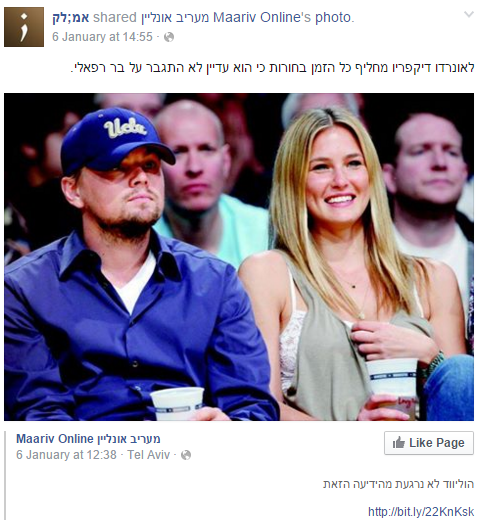 אמ;לק shared מעריב אונליין Maariv Online's photo.
6 January at 14:55 ·
לאונרדו דיקפריו מחליף כל הזמן בחורות כי הוא עדיין לא התגבר על בר רפאלי.
Ucla
Maariv Online מעריב אונליין
6 January at 12:38 · Tel Aviv ·
Like Page
הוליווד לא נרגעת מהידיעה הזאת
http://bit.ly/22KnKsk